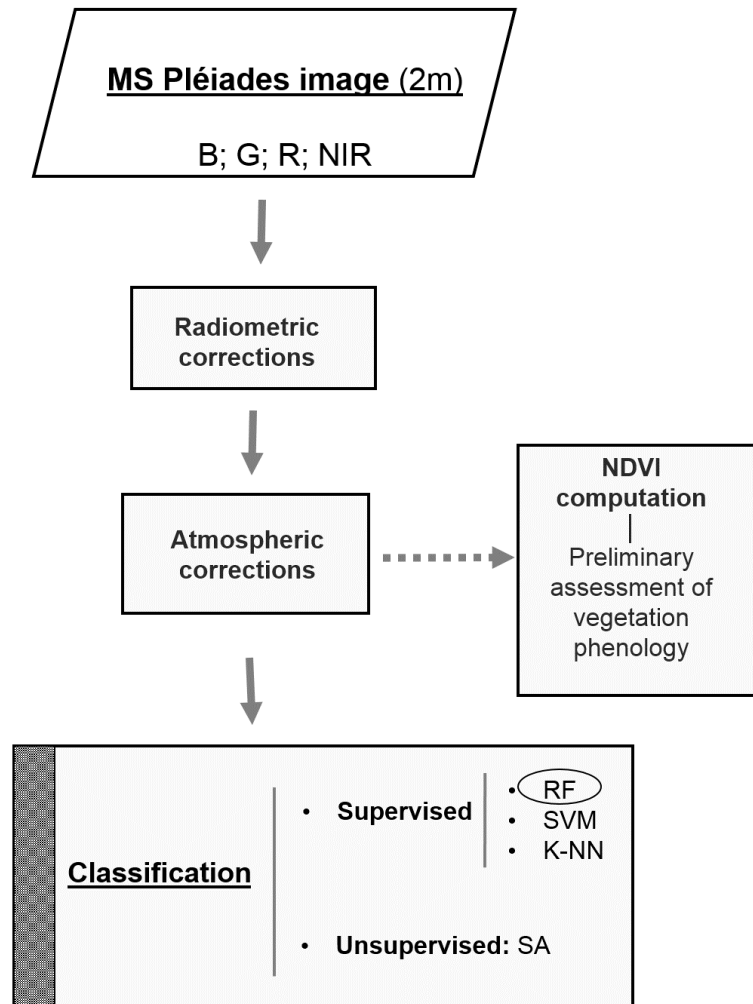 MS Pléiades image (2m)
B; G; R; NIR
Radiometric
corrections
Atmospheric
corrections
NDVI
computation
Preliminary
assessment of
vegetation
phenology
Classification
• Supervised
• RF
• SVM
• K-NN
• Unsupervised: SA